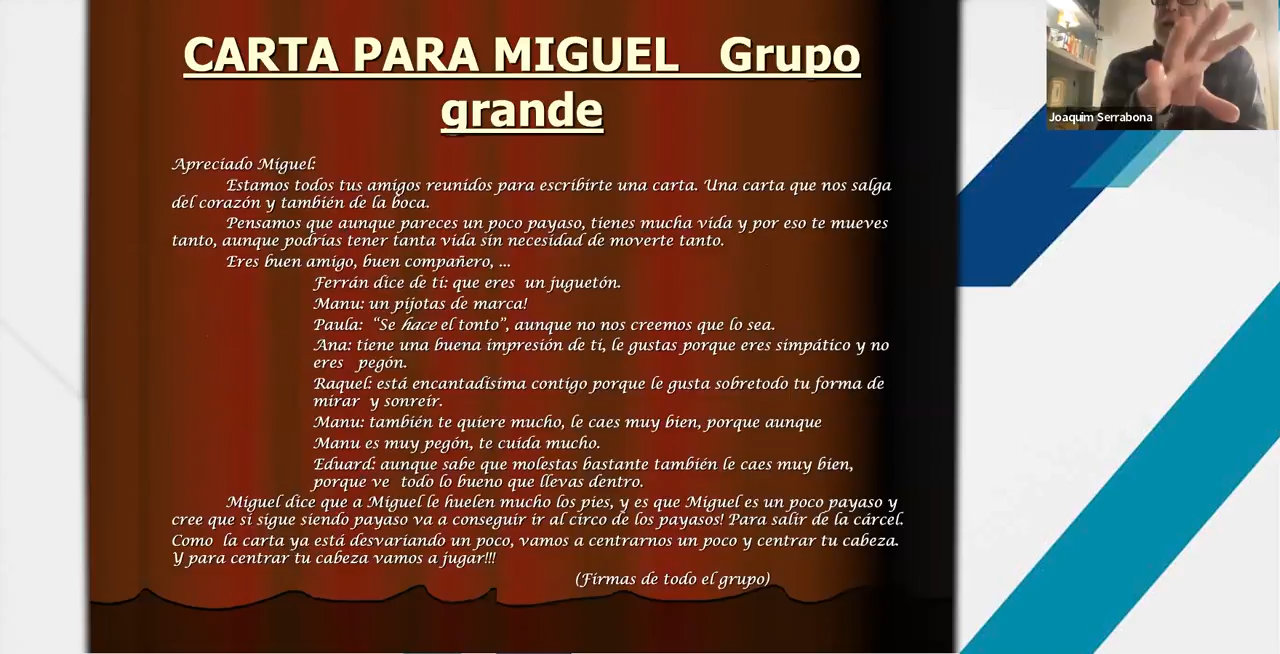 CARTA PARA MIGUEL   Grupo
grande
Apreciado Miguel:
Estamos todos tus amigos reunidos para escribirte una carta. Una carta que nos salga
del corazón y también de la boca.
Pensamos que aunque pareces un poco payaso, tienes mucha vida y por eso te mueves
tanto, aunque podrías tener tanta vida sin necesidad de moverte tanto.
Eres buen amigo, buen compañero, ...
Ferrán dice de ti: que eres  un juguetón.
Manu: un pijotas de marca!
Paula:  “Se hace el tonto”, aunque no nos creemos que lo sea.
Ana: tiene una buena impresión de ti, le gustas porque eres simpático y no
eres   pegón.
Raquel: está encantadísima contigo porque le gusta sobretodo tu forma de
mirar  y sonreír.
Manu: también te quiere mucho, le caes muy bien, porque aunque
Manu es muy pegón, te cuida mucho.
Eduard: aunque sabe que molestas bastante también le caes muy bien,
porque ve  todo lo bueno que llevas dentro.
Miguel dice que a Miguel le huelen mucho los pies, y es que Miguel es un poco payaso y
cree que si sigue siendo payaso va a conseguir ir al circo de los payasos! Para salir de la cárcel.
Como  la carta ya está desvariando un poco, vamos a centrarnos un poco y centrar tu cabeza.
Y para centrar tu cabeza vamos a jugar!!!
(Firmas de todo el grupo)
Joaquim Serrabona